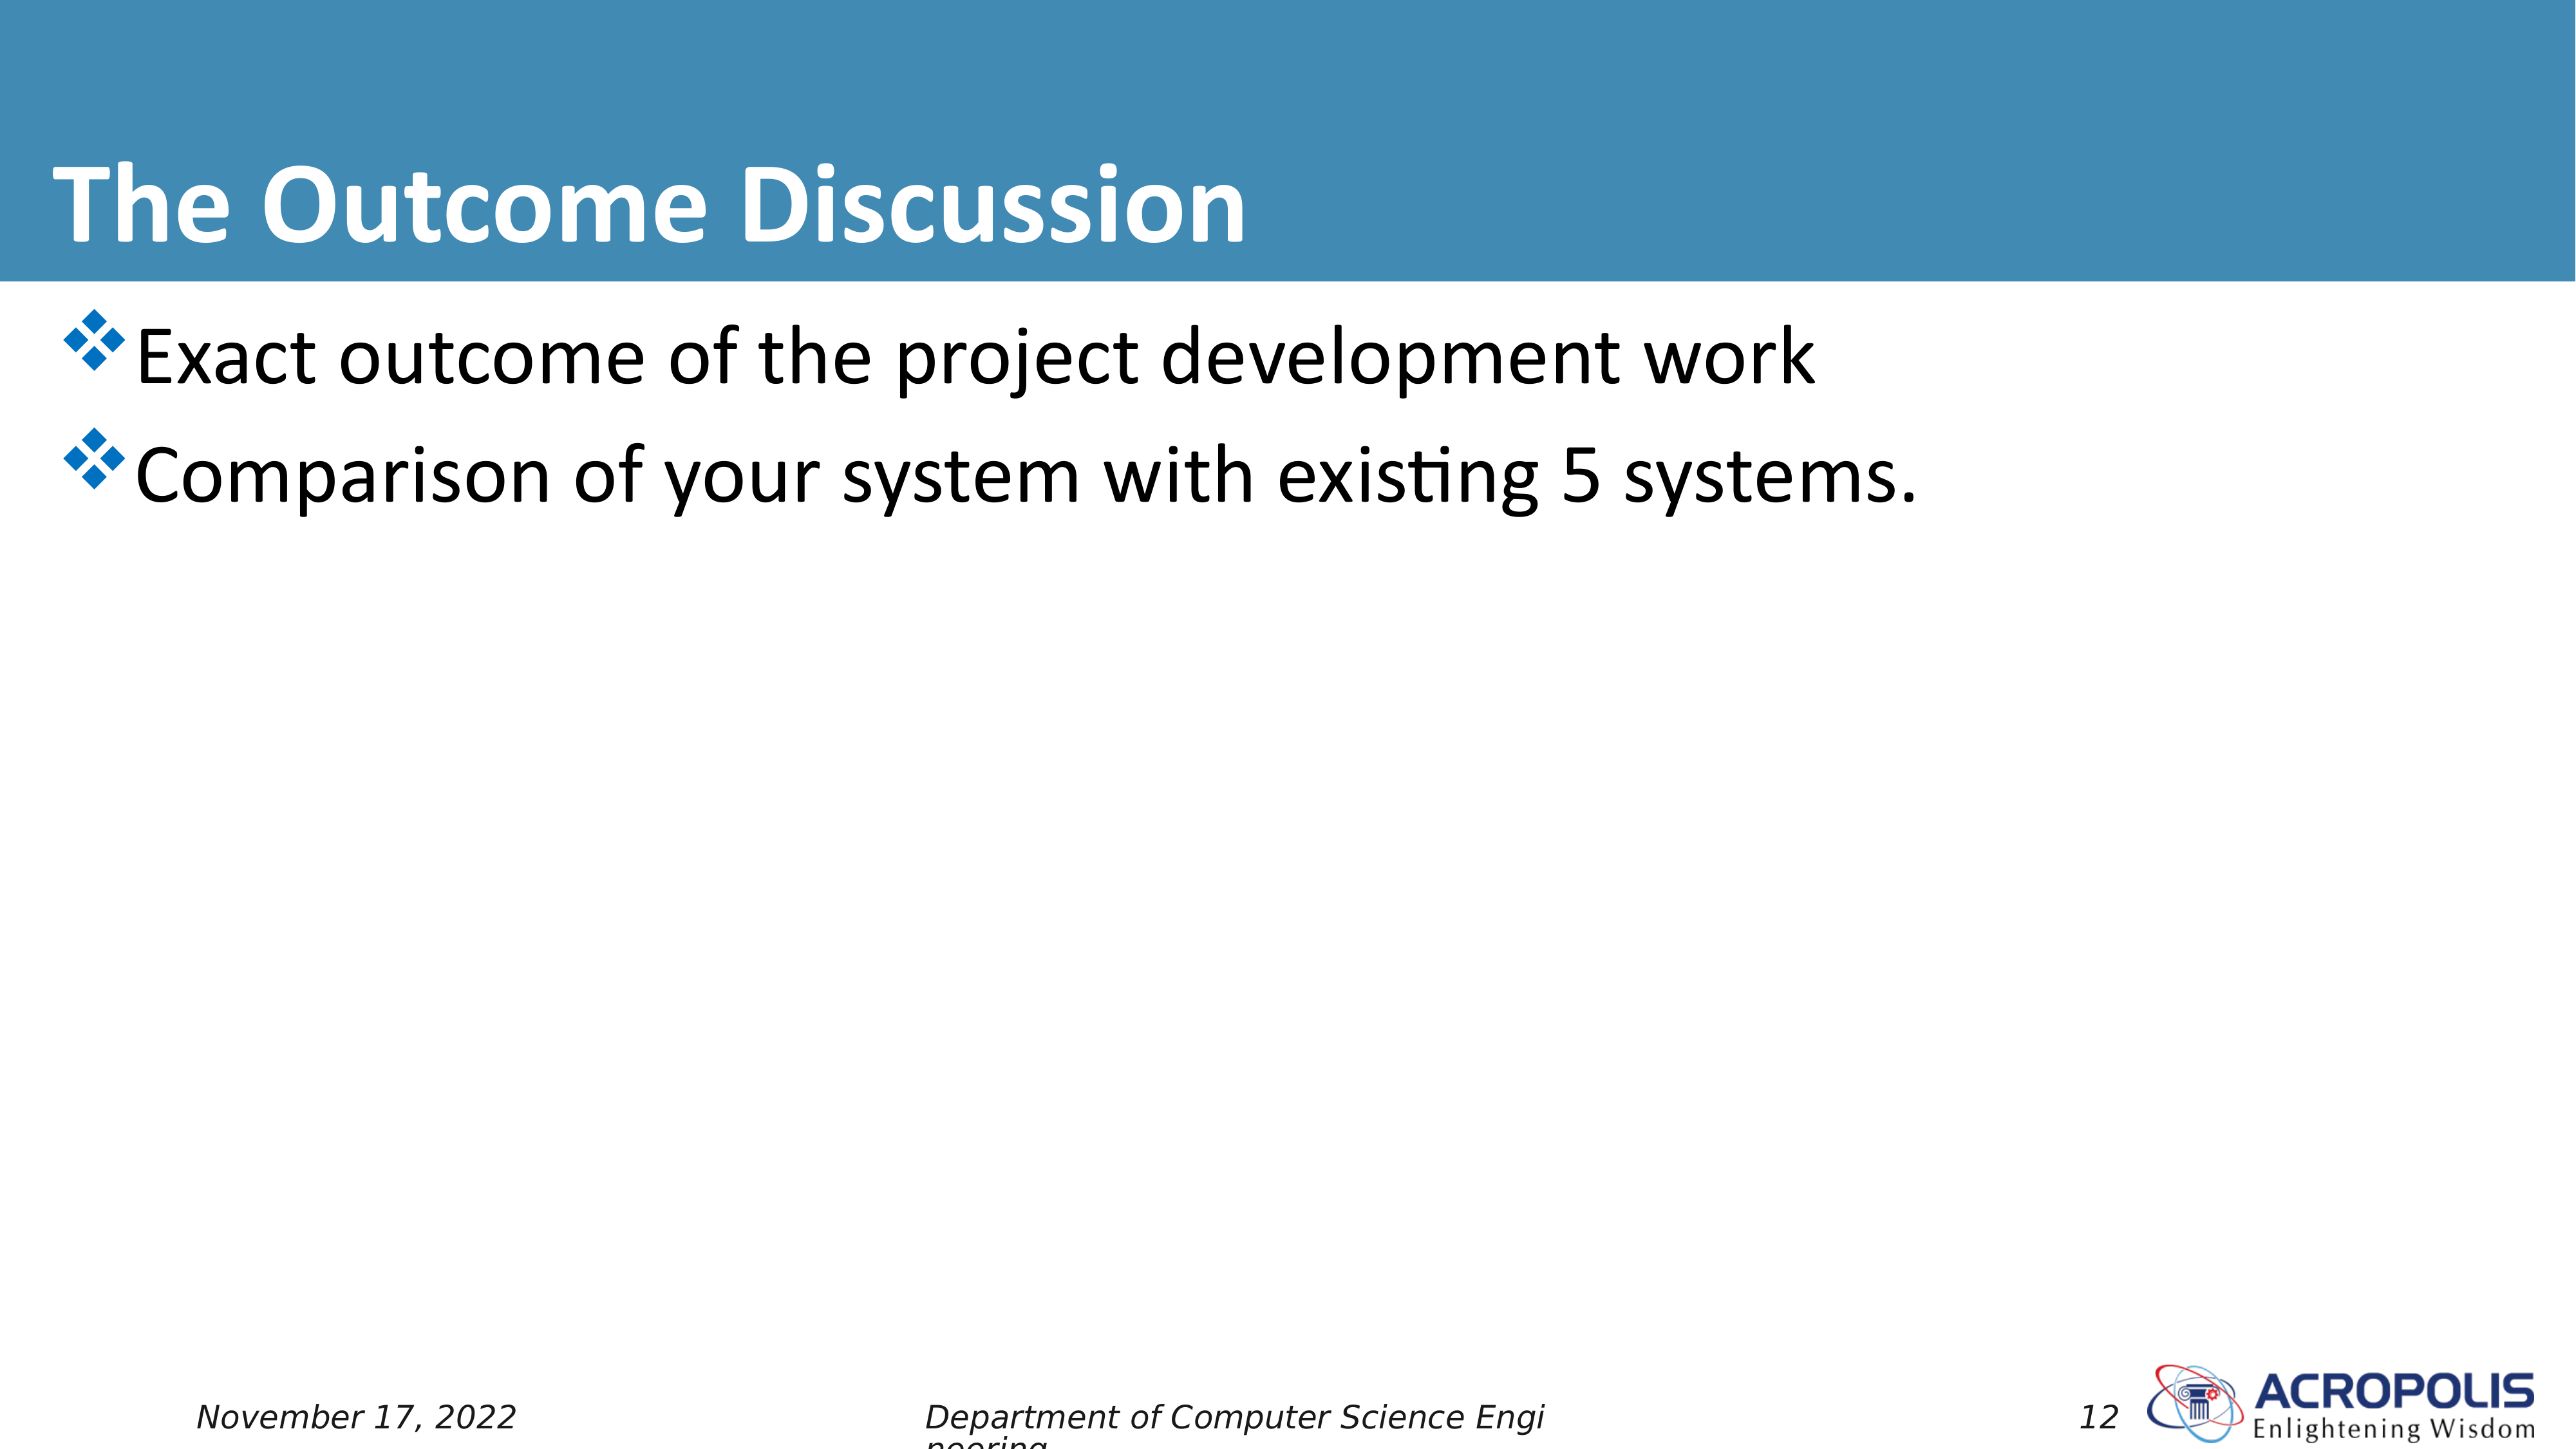 The Outcome Discussion
❖Exact outcome of the project development work
❖Comparison of your system with existing 5 systems.
November 17, 2022
Department of Computer Science Engi
neering
12
ACROPOLIS
Enlightening Wisdom